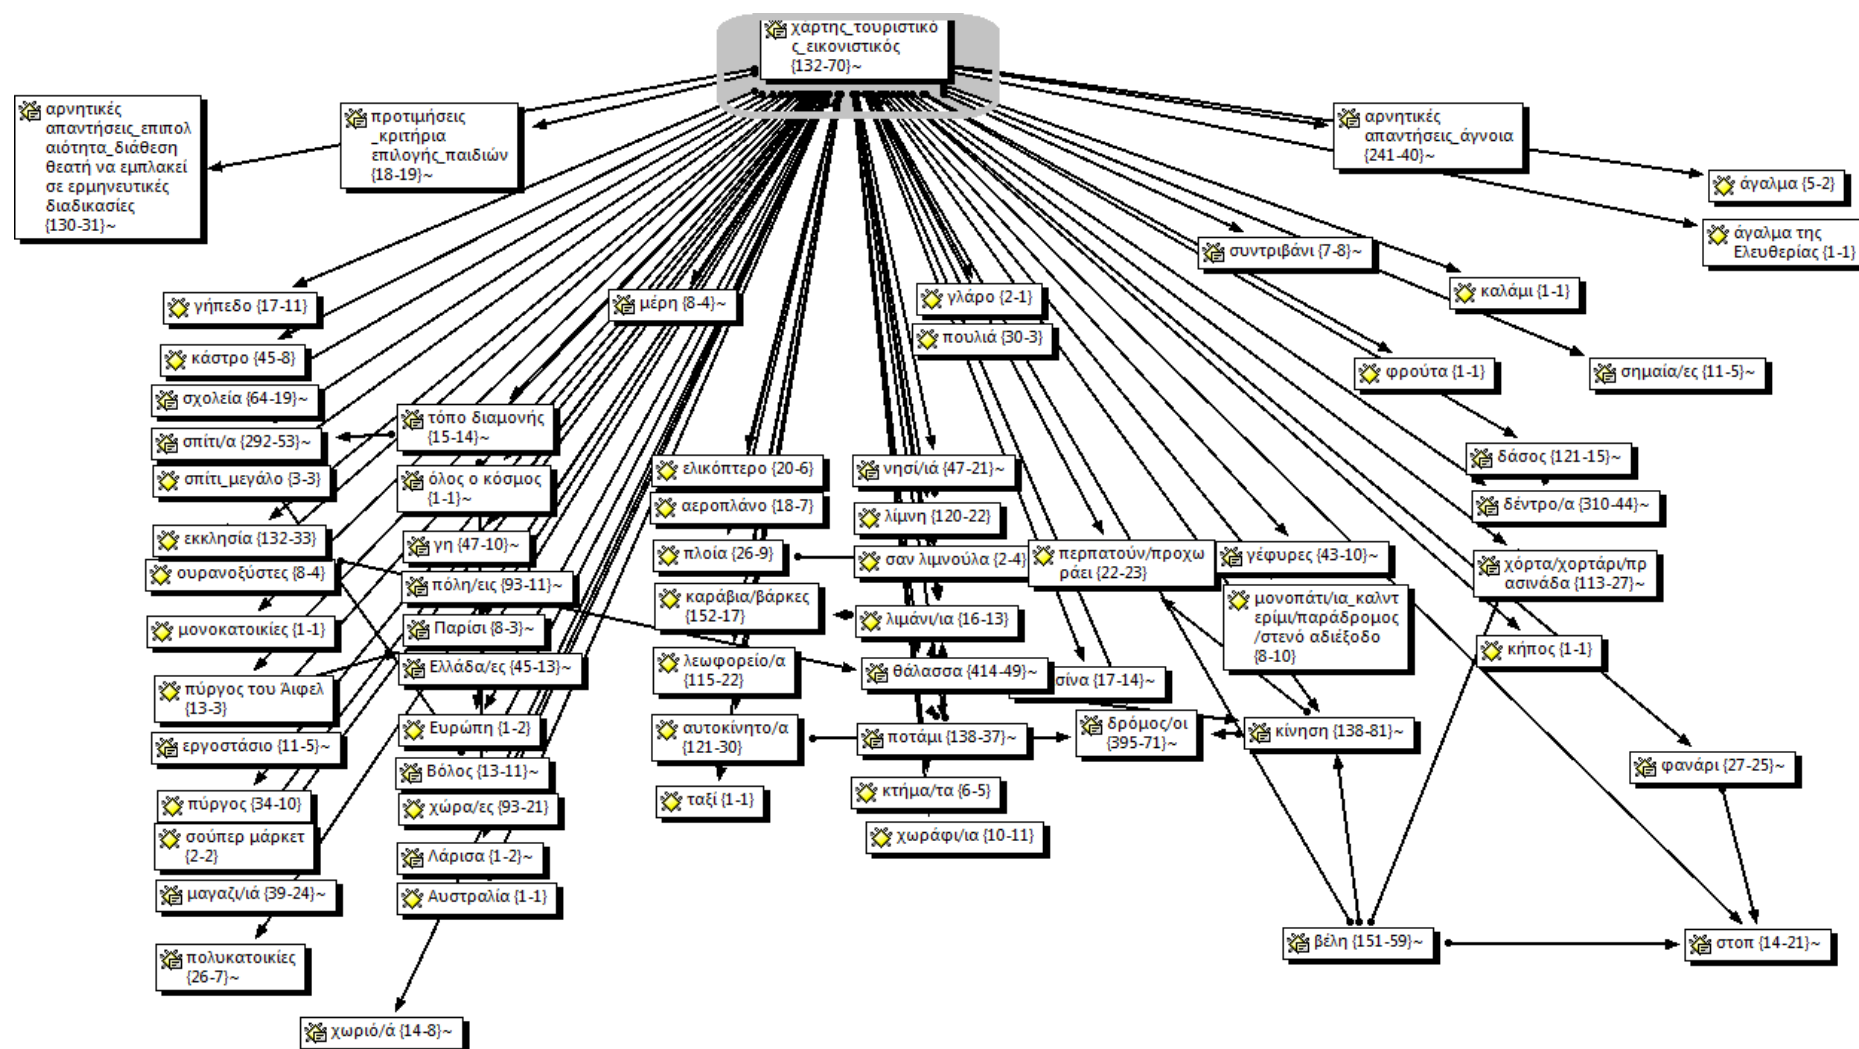 χάρτης_τουριστικό
ς_εικονιστικός
{132-70}~
αρνητικές
απαντήσεις_επιπολ
αιότητα_διάθεση
θεατή να εμπλακεί
σε ερμηνευτικές
διαδικασίες
{130-31}~
προτιμήσεις
_κριτήρια
επιλογής_παιδιών
{18-19}~
αρνητικές
απαντήσεις_άγνοια
{241-40}~
άγαλμα {5-2}
άγαλμα της
Ελευθερίας {1-1}
συντριβάνι {7-8}~
καλάμι {1-1}
γήπεδο {17-11}
μέρη {8-4}~
γλάρο {2-1}
πουλιά {30-3}
κάστρο {45-8}
φρούτα {1-1}
σημαία/ες {11-5}~
σχολεία {64-19}~
τόπο διαμονής
{15-14}~
σπίτι/α {292-53}~
σπίτι_μεγάλο {3-3}
όλος ο κόσμος
{1-1}~
ελικόπτερο {20-6}
νησί/ιά {47-21}~
δάσος {121-15}~
αεροπλάνο {18-7}
λίμνη {120-22}
δέντρο/α {310-44}~
εκκλησία {132-33}
γη {47-10}~
πλοία {26-9}
σαν λιμνούλα {2-4}
περπατούν/προχω
ράει {22-23}
γέφυρες {43-10}~
χόρτα/χορτάρι/πρ
ασινάδα
{113-27}~
ουρανοξύστες {8-4}
πόλη/εις {93-11}~
καράβια/βάρκες
{152-17}
λιμάνι/ια {16-13}
μονοπάτι/ια_καλντ
ερίμι/παράδρομος
/στενό αδιέξοδο
{8-10}
μονοκατοικίες {1-1}
Παρίσι {8-3}~
κήπος {1-1}
Ελλάδα/ες {45-13}~
λεωφορείο/α
{115-22}
θάλασσα {414-49}~
σίνα {17-14}~
πύργος του Άιφελ
{13-3}
Ευρώπη {1-2}
αυτοκίνητο/α
{121-30}
ποτάμι {138-37}~
δρόμος/οι
{395-71}~
κίνηση {138-81}~
εργοστάσιο {11-5}~
Βόλος {13-11}~
φανάρι {27-25}~
πύργος {34-10}
χώρα/ες {93-21}
ταξί {1-1}
κτήμα/τα {6-5}
σούπερ μάρκετ
{2-2}
χωράφι/ια {10-11}
Λάρισα {1-2}~
μαγαζι/ιά {39-24}~
Αυστραλία {1-1}
πολυκατοικίες
{26-7}~
βέλη {151-59}~
στοπ {14-21}~
χωριό/ά {14-8}~